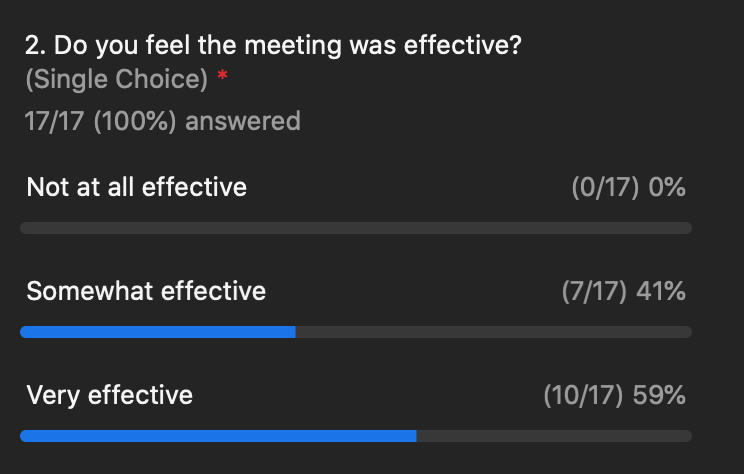 2. Do you feel the meeting was effective?
(Single Choice) *
17/17 (100%) answered
Not at all effective (0/17) 0%
Somewhat effective (7/17) 41%
Very effective (10/17) 59%